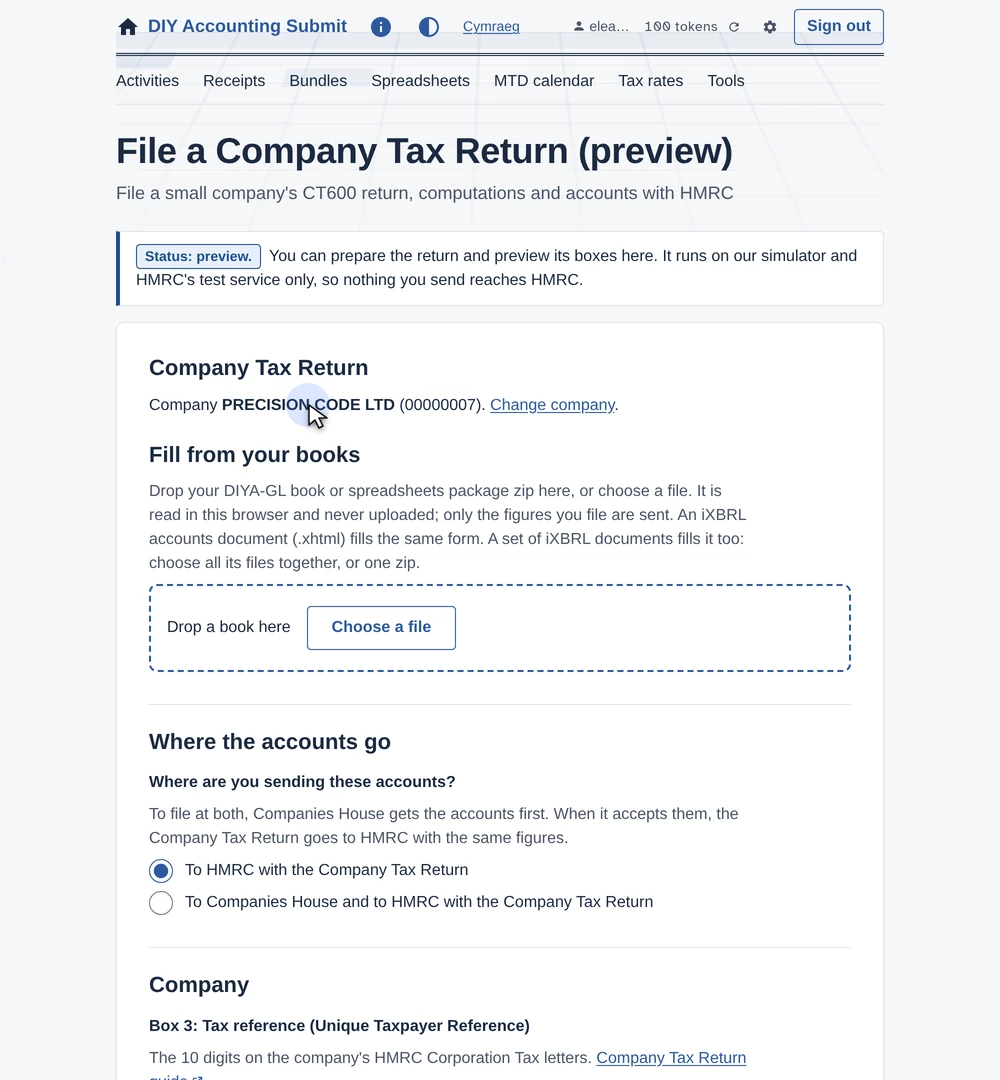 DIY Accounting Submit Cymraeg elea... 100 tokens Sign out
Activities Receipts Bundles Spreadsheets MTD calendar Tax rates Tools
File a Company Tax Return (preview)
File a small company's CT600 return, computations and accounts with HMRC
Status: preview. You can prepare the return and preview its boxes here. It runs on our simulator and
HMRC's test service only, so nothing you send reaches HMRC.
Company Tax Return
Company PRECISION CODE LTD (00000007). Change company.
Fill from your books
Drop your DIYA-GL book or spreadsheets package zip here, or choose a file. It is
read in this browser and never uploaded; only the figures you file are sent. An iXBRL
accounts document (.xhtml) fills the same form. A set of iXBRL documents fills it too:
choose all its files together, or one zip.
Drop a book here Choose a file
Where the accounts go
Where are you sending these accounts?
To file at both, Companies House gets the accounts first. When it accepts them, the
Company Tax Return goes to HMRC with the same figures.
To HMRC with the Company Tax Return
To Companies House and to HMRC with the Company Tax Return
Company
Box 3: Tax reference (Unique Taxpayer Reference)
The 10 digits on the company's HMRC Corporation Tax letters. Company Tax Return